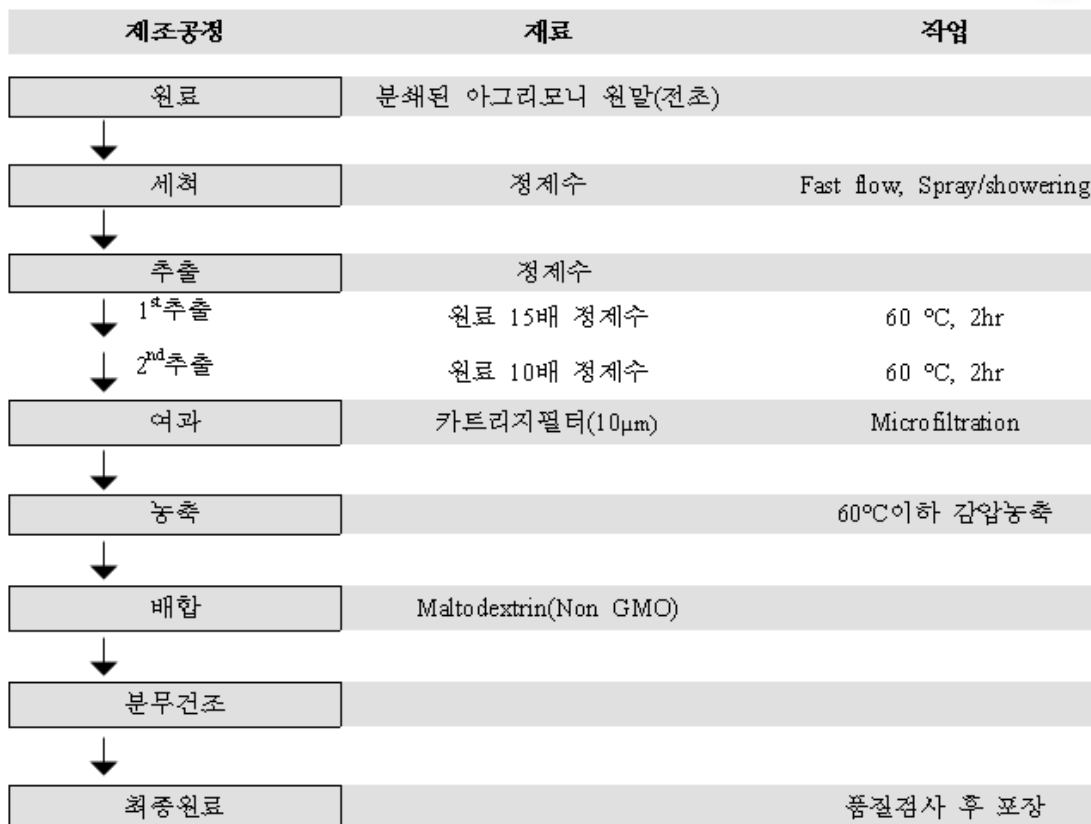 제조공정 재료 작업
원료 분쇄된 아그리모니 원말(전초)
세척 정제수 Fast flow, Spray/showering
추출 정제수
1st추출 원료 15배 정제수 60 ℃, 2hr
2nd추출 원료 10배 정제수 60 ℃, 2hr
여과 카트리지필터(10μm) Microfiltration
농축 60℃이하 감압농축
배합 Maltodextrin(Non GMO)
분무건조
최종원료 품질검사 후 포장